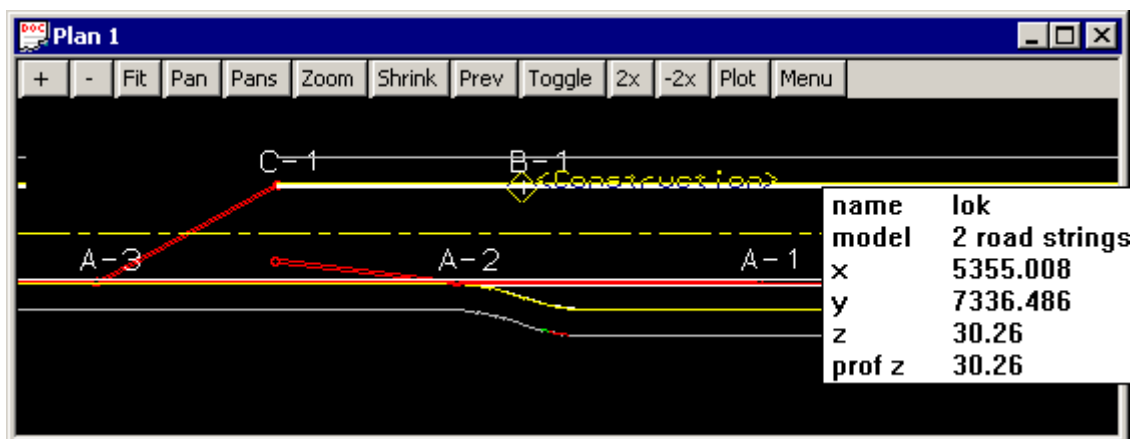 DOC
Plan 1
+ - Fit Pan Pans Zoom Shrink Prev Toggle 2x -2x Plot Menu
C-1 B-1
<Construction>
A-3 A-2 A-1
name lok
model 2 road strings
x 5355.008
y 7336.486
z 30.26
prof z 30.26